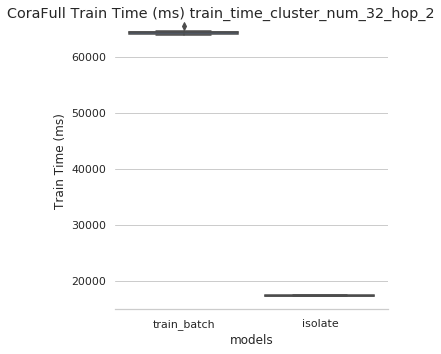 CoraFull Train Time (ms) train_time_cluster_num_32_hop_2
60000
50000
40000
30000
20000
Train Time (ms)
train_batch
isolate
models